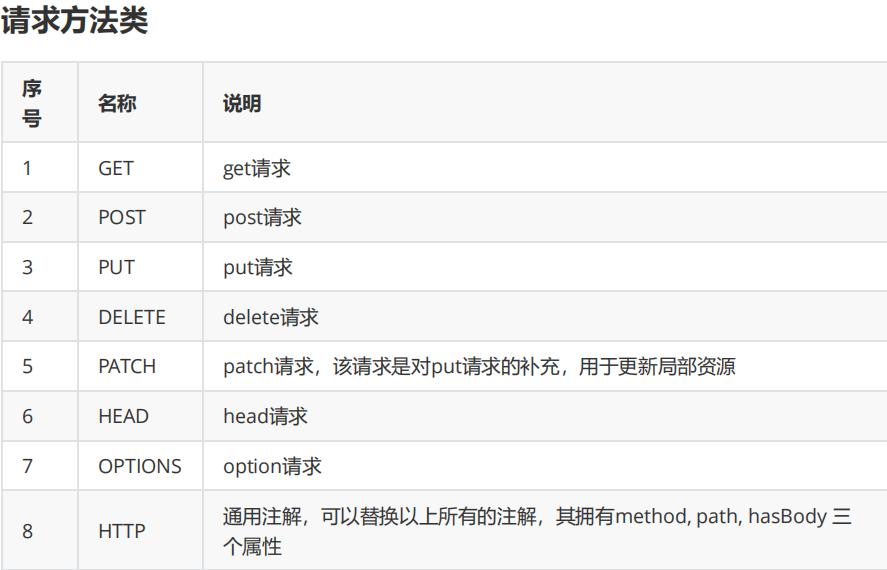 请求方法类
序
号
名称
说明
1 GET get请求
2 POST post请求
3 PUT put请求
4 DELETE delete请求
5 PATCH patch请求，该请求是对put请求的补充，用于更新局部资源
6 HEAD head请求
7 OPTIONS option请求
8 HTTP 通用注解，可以替换以上所有的注解，其拥有method, path, hasBody 三
个属性